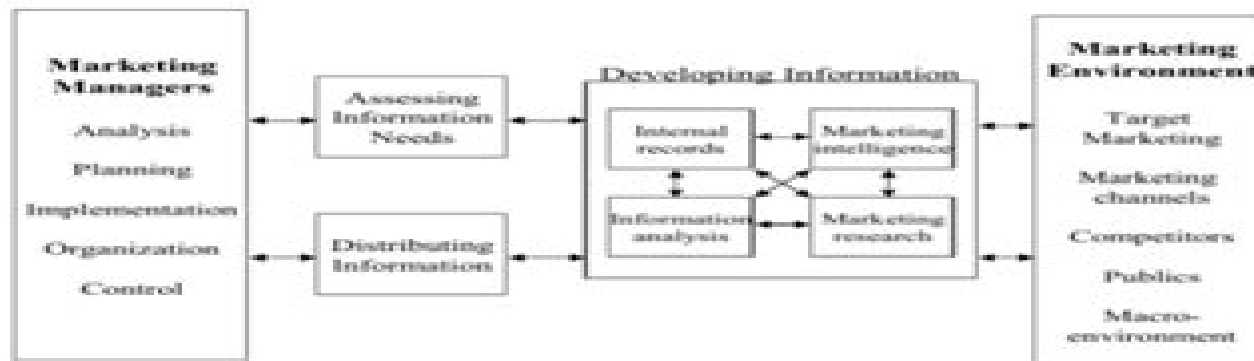 Marketing
Managers
Analysis
Planning
Implementation
Organization
Control
Assessing
Information
Needs
Distributing
Information
Developing Information
Internal
records
Marketing
intelligence
Information
analysis
Marketing
research
Marketing
Environment
Target
Marketing
Marketing
channels
Competitors
Publics
Macro-
environment